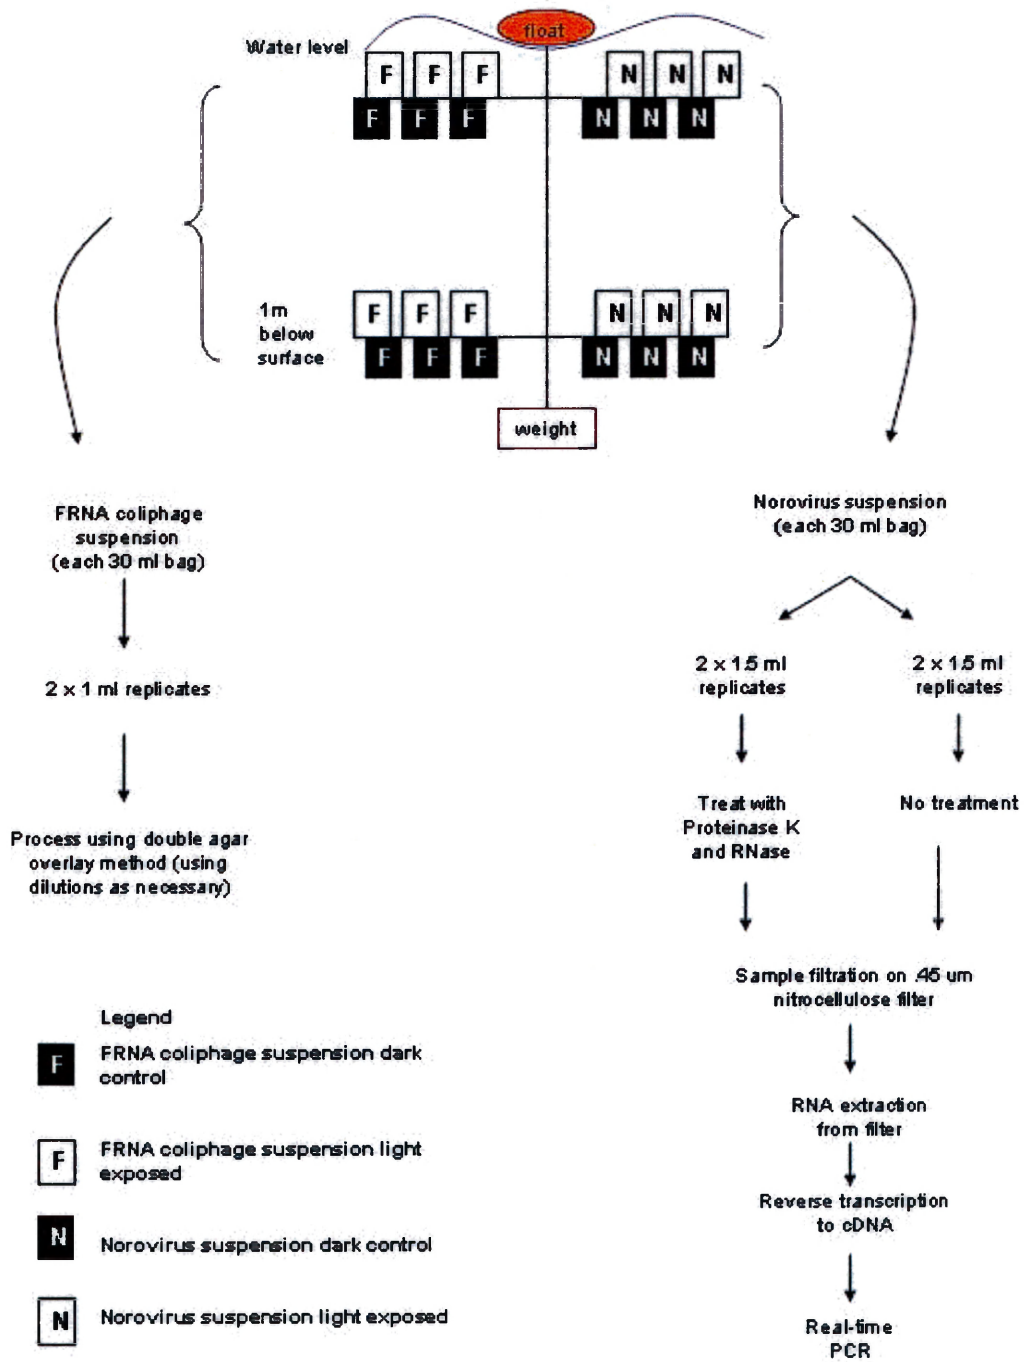 float
Water level
F F F N N N
F F F N N N
1m
below
surface
F F F N N N
F F F N N N
weight
FRNA coliphage
suspension
(each 30 ml bag)
2 x 1 ml replicates
Process using double agar
overlay method (using
dilutions as necessary)
Norovirus suspension
(each 30 ml bag)
2 x 1.5 ml
replicates
2 x 1.5 ml
replicates
Treat with
Proteinase K
and RNase
No treatment
Sample filtration on .45 um
nitrocellulose filter
RNA extraction
from filter
Reverse transcription
to cDNA
Real-time
PCR
Legend
F
FRNA coliphage suspension dark
control
F
FRNA coliphage suspension light
exposed
N
Norovirus suspension dark control
N
Norovirus suspension light exposed